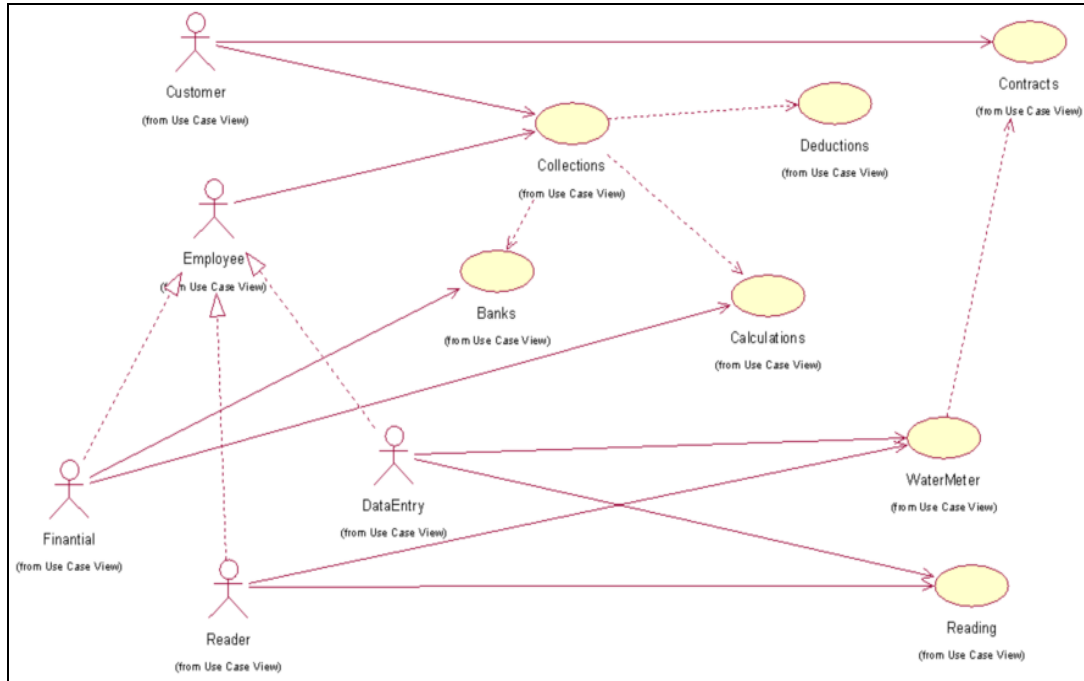 Customer
(from Use Case View)
Contracts
(from Use Case View)
Deductions
(from Use Case View)
Collections
(from Use Case View)
Employee
(from Use Case View)
Banks
(from Use Case View)
Calculations
(from Use Case View)
WaterMeter
(from Use Case View)
DataEntry
(from Use Case View)
Finantial
(from Use Case View)
Reader
(from Use Case View)
Reading
(from Use Case View)